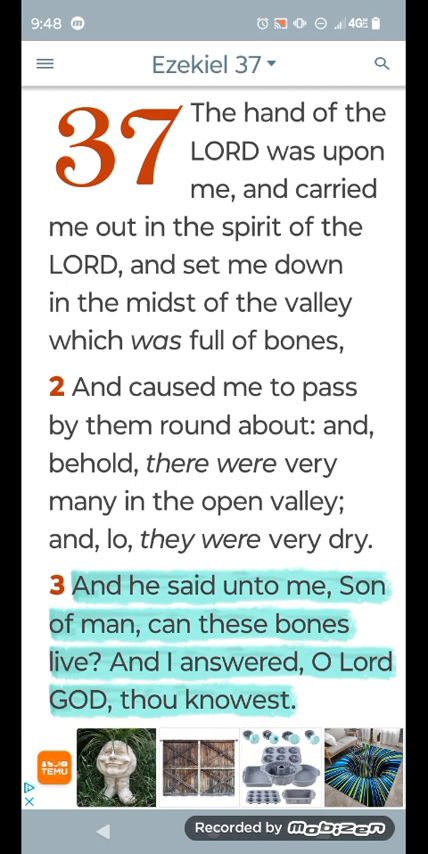 9:48
4G
Ezekiel 37
37 The hand of the
LORD was upon
me, and carried
me out in the spirit of the
LORD, and set me down
in the midst of the valley
which was full of bones,
2 And caused me to pass
by them round about: and,
behold, there were very
many in the open valley;
and, lo, they were very dry.
3 And he said unto me, Son
of man, can these bones
live? And I answered, O Lord
GOD, thou knowest.
TEMU
Recorded by mobizen